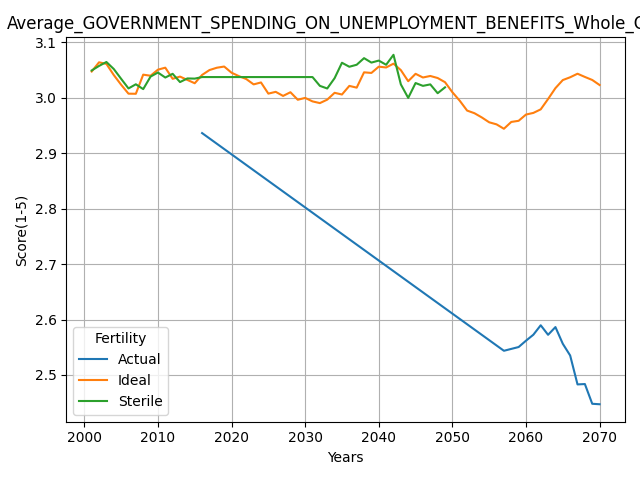 Average_GOVERNMENT_SPENDING_ON_UNEMPLOYMENT_BENEFITS_Whole_
3.1
3.0
2.9
2.8
2.7
2.6
2.5
Score(1-5)
Fertility
Actual
Ideal
Sterile
2000 2010 2020 2030 2040 2050 2060 2070
Years